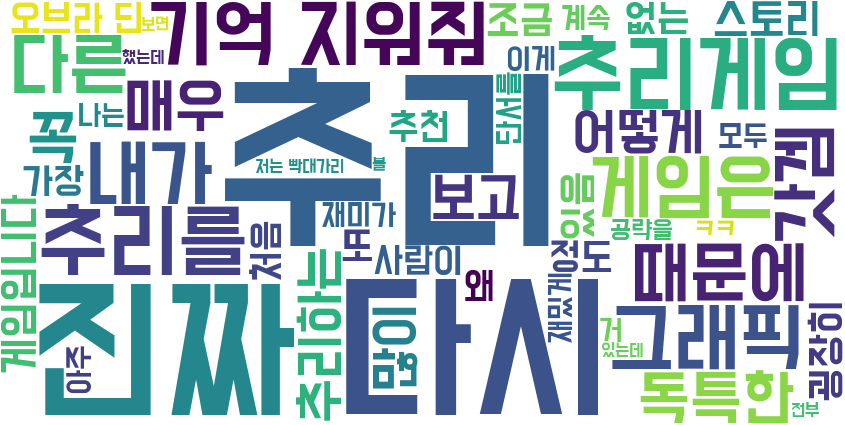 오브라 딘
보면
기억 지워줘
조금
계속
없는
스토리
다른
했는데
이게
추리게임
꼭
나는
매우
추리
추천
어떻게
모두
갓겜
가장
내가
저는 빡대가리
볼
보고
있음
게임은
추리를
처음
재미가
또
사람이
정도
공략을
ㅋㅋ
때문에
게임입니다
진짜
추리하는
많이
다시
왜
재밌게
거
있는데
그래픽
굉장히
아주
독특한
전부